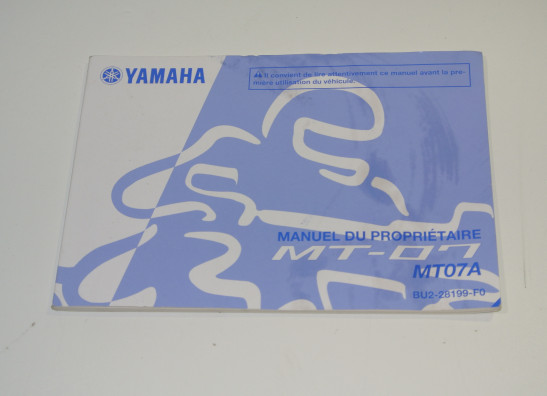 YAMAHA
Il convient de lire attentivement ce manuel avant la pre-
mière utilisation du véhicule.
MANUEL DU PROPRIÉTAIRE
MT-07
MT07A
BU2-28199-F0